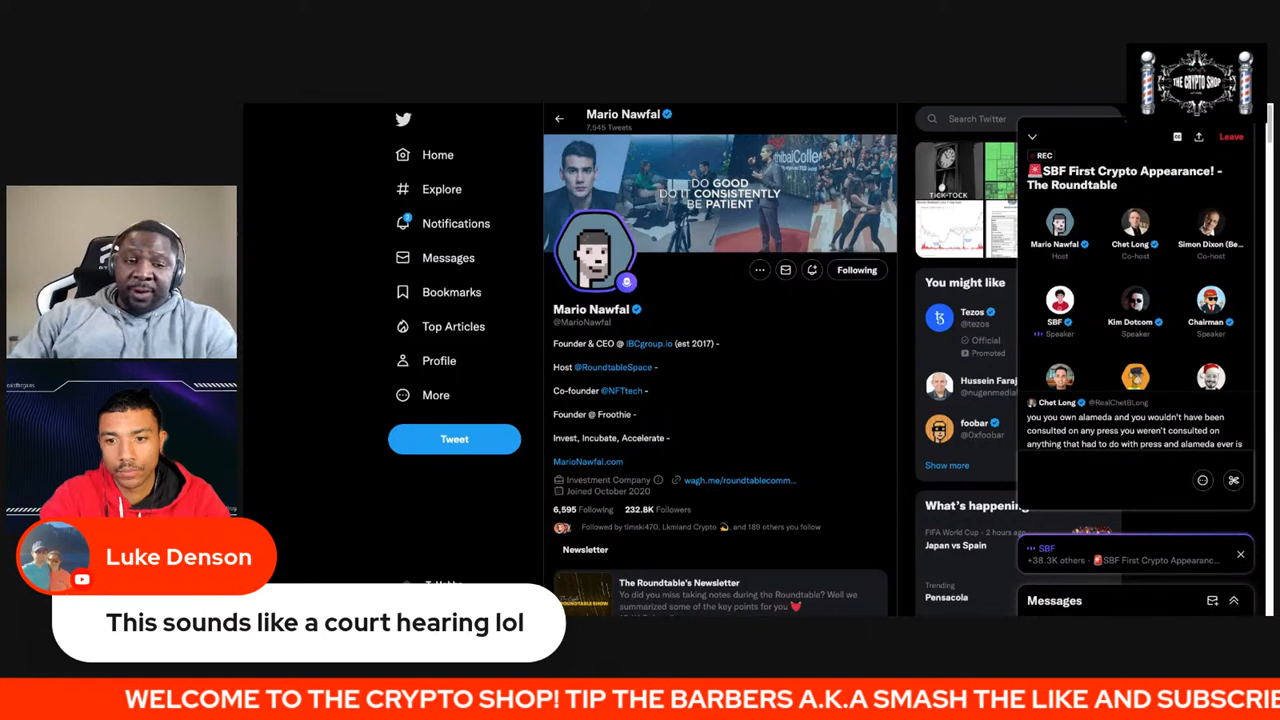 THE CRYPTO SHOP
Home
Explore
Notifications
Messages
Bookmarks
Top Articles
Profile
More
Tweet
Mario Nawfal
7,545 Tweets
DO GOOD
DO IT CONSISTENTLY
BE PATIENT
Following
Mario Nawfal
@MarioNawfal
Founder & CEO @ IBCgroup.io (est 2017) -
Host @RoundtableSpace -
Co-founder @NFTtech -
Founder @ Froothie -
Invest, Incubate, Accelerate -
MarioNawfal.com
Investment Company
wagh.me/roundtablecomm...
Joined October 2020
6,595 Following 232.8K Followers
Followed by timski470, Lkmland Crypto, and 189 others you follow
Newsletter
The Roundtable's Newsletter
Yo did you miss taking notes during the Roundtable? Well we
summarized some of the key points for you
Search Twitter
TICK-TOCK
You might like
Tezos
@tezos
Official
Promoted
Hussein Faraj
@nugenmedia
foobar
@0xfoobar
Show more
What's happening
FIFA World Cup · 2 hours ago
Japan vs Spain
Trending
Pensacola
Leave
REC
🚨SBF First Crypto Appearance! -
The Roundtable
Mario Nawfal
Host
Chet Long
Co-host
Simon Dixon (Be...
Co-host
SBF
Speaker
Kim Dotcom
Speaker
Chairman
Speaker
Chet Long @RealChetBLong
you you own alameda and you wouldn't have been
consulted on any press you weren't consulted on
anything that had to do with press and alameda ever is
SBF
+38.3K others · 🚨SBF First Crypto Appearanc...
Messages
Luke Denson
This sounds like a court hearing lol
WELCOME TO THE CRYPTO SHOP! TIP THE BARBERS A.K.A SMASH THE LIKE AND SUBSCRIBE